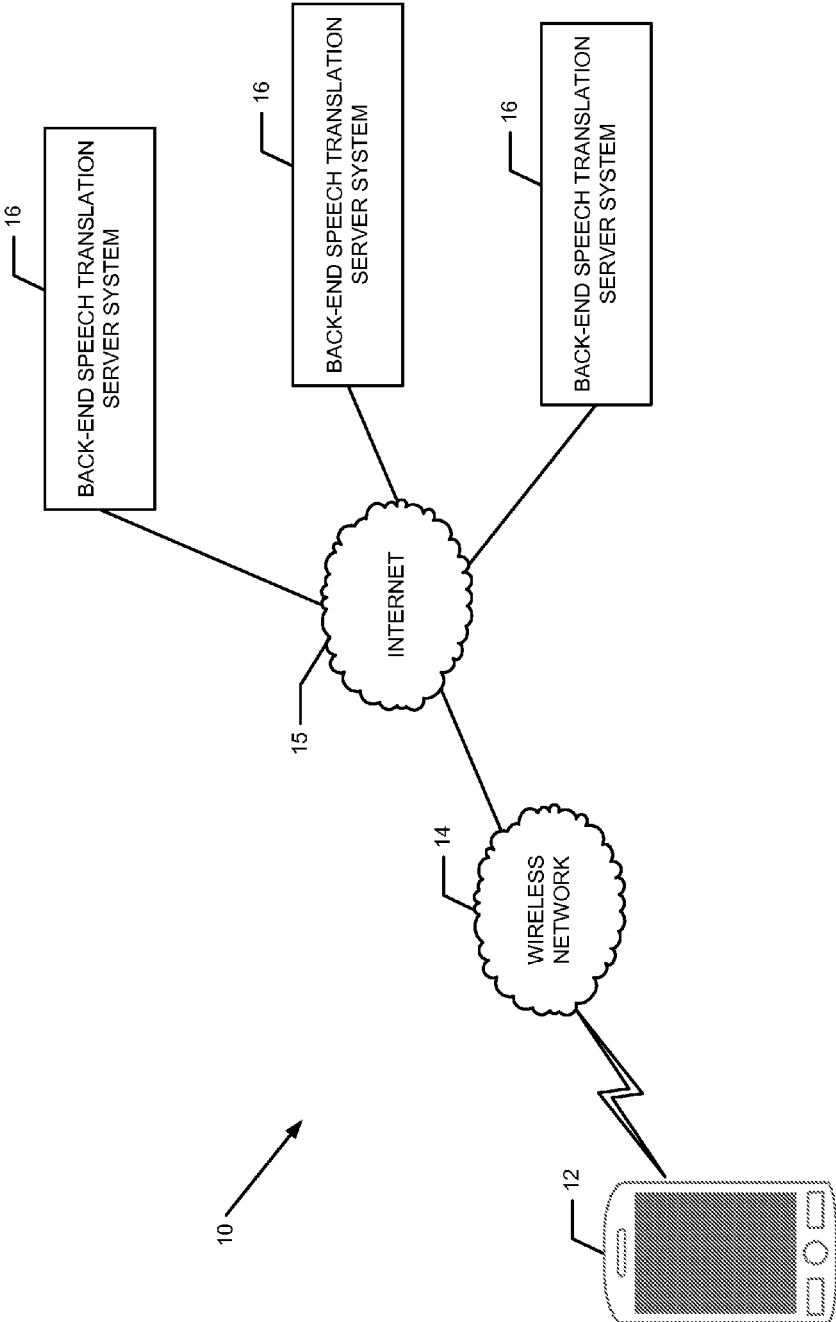 10
12
14
WIRELESS
NETWORK
15
INTERNET
16
BACK-END SPEECH TRANSLATION
SERVER SYSTEM
16
BACK-END SPEECH TRANSLATION
SERVER SYSTEM
16
BACK-END SPEECH TRANSLATION
SERVER SYSTEM